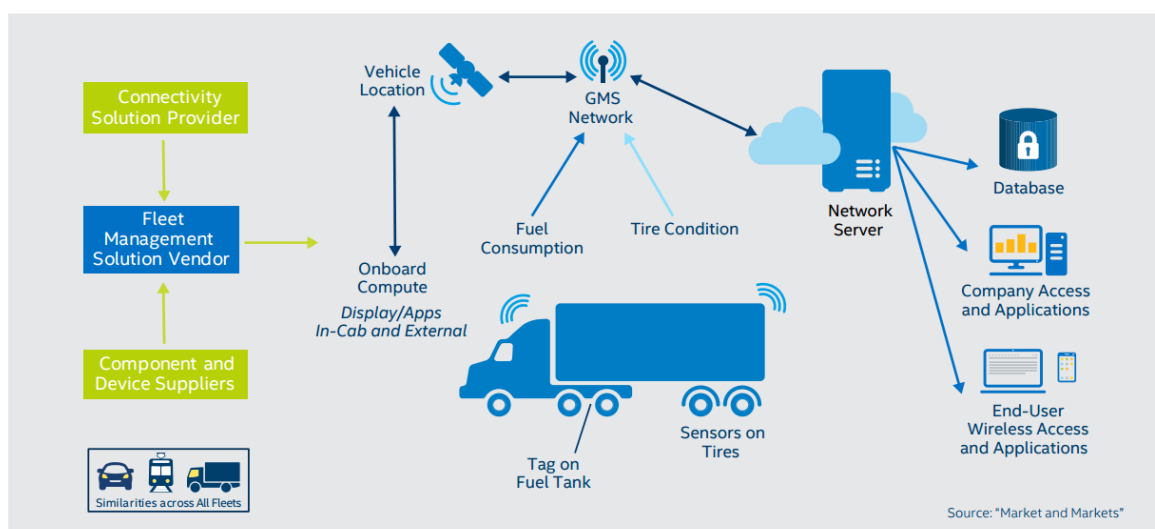 Connectivity
Solution Provider
Fleet
Management
Solution Vendor
Component and
Device Suppliers
Similarities across All Fleets
Vehicle
Location
GMS
Network
Fuel
Consumption
Tire Condition
Onboard
Compute
Display/Apps
In-Cab and External
Tag on
Fuel Tank
Sensors on
Tires
Network
Server
Database
Company Access
and Applications
End-User
Wireless Access
and Applications
Source: "Market and Markets"